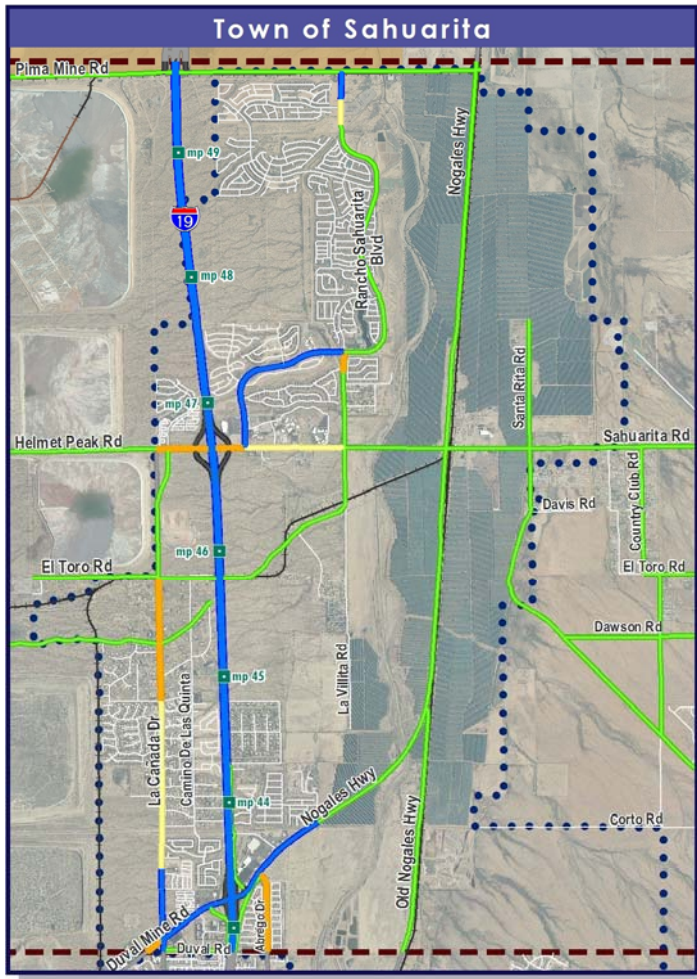 Town of Sahuarita
Pima Mine Rd
mp 49
Nogales Hwy
19
Rancho Sahuarita
Blvd
mp 48
Santa Rita Rd
mp 47
Helmet Peak Rd
Sahuarita Rd
Country Club Rd
Davis Rd
mp 46
El Toro Rd
El Toro Rd
Dawson Rd
La Villita Rd
mp 45
Camino De Las Quinta
La Cañada Dr
mp 44
Nogales Hwy
Corto Rd
Old Nogales Hwy
Duval Mine Rd
Abrego Dr
Duval Rd